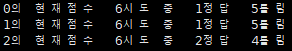 0의 현재점수 6시도 중 1정답 5틀림
1의 현재점수 6시도 중 1정답 5틀림
2의 현재점수 6시도 중 2정답 4틀림